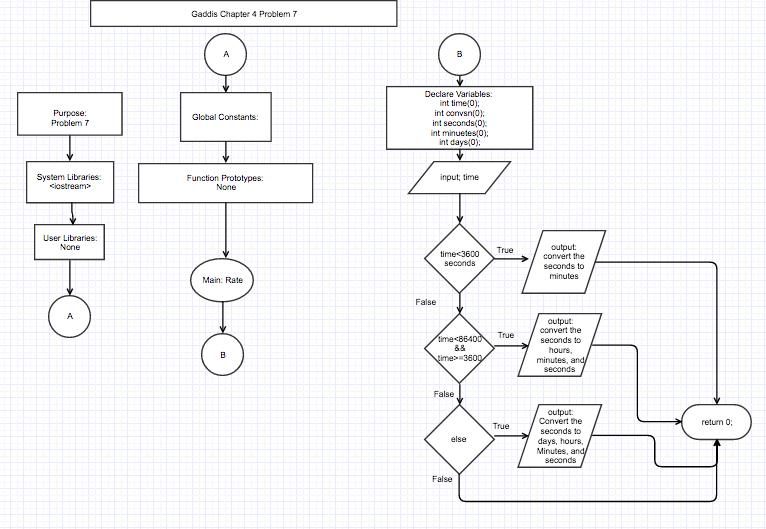 Gaddis Chapter 4 Problem 7
Purpose:
Problem 7
System Libraries:
<iostream>
User Libraries:
None
A
A
Global Constants:
Function Prototypes:
None
Main: Rate
B
B
Declare Variables:
int time(0);
int convsn(0);
int seconds(0);
int minuetes(0);
int days(0);
input; time
time<3600
seconds
True
output:
convert the
seconds to
minutes
False
time<86400
&&
time>=3600
True
output:
convert the
seconds to
hours,
minutes, and
seconds
False
else
True
output:
Convert the
seconds to
days, hours,
Minutes, and
seconds
False
return 0;